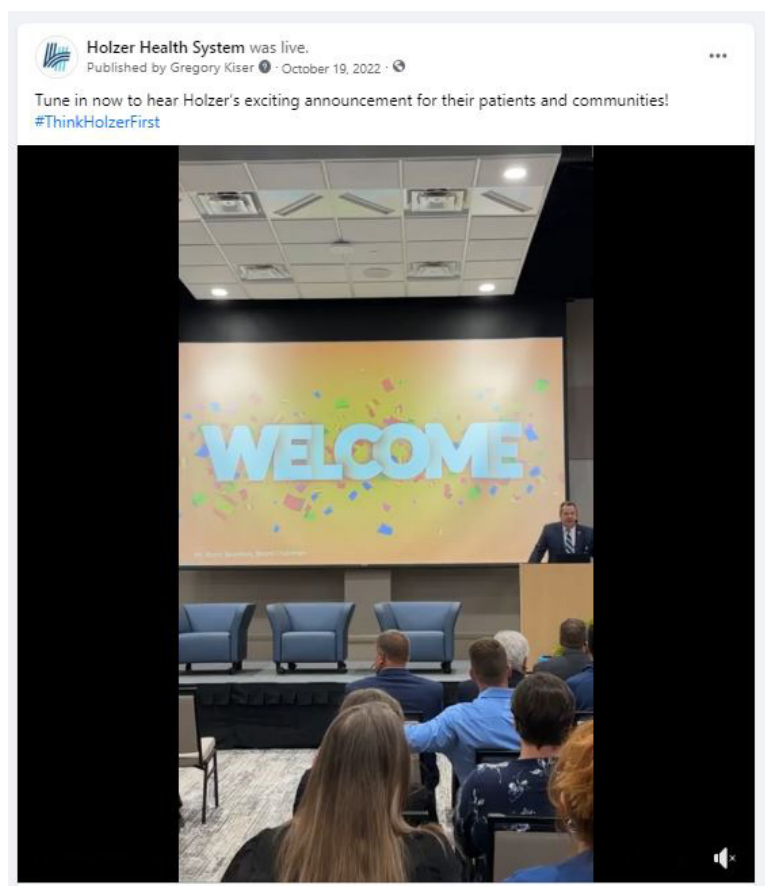 Holzer Health System was live.
Published by Gregory Kiser · October 19, 2022 ·
Tune in now to hear Holzer's exciting announcement for their patients and communities!
#ThinkHolzerFirst
WELCOME